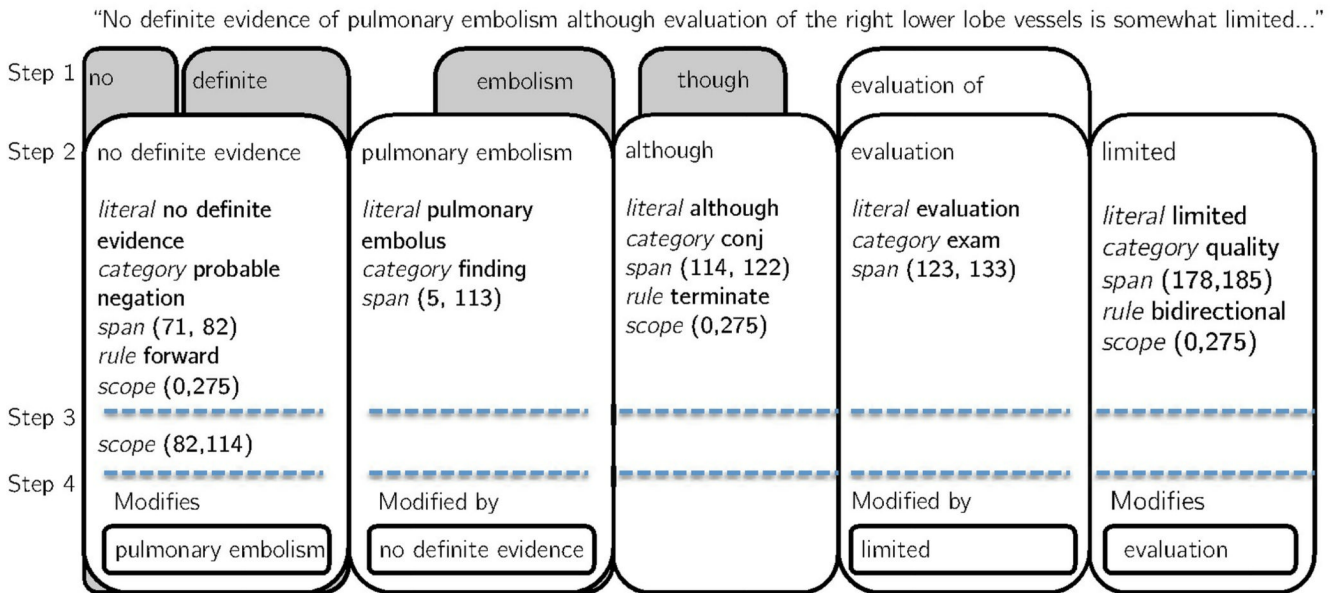 “No definite evidence of pulmonary embolism although evaluation of the right lower lobe vessels is somewhat limited...”
Step 1
no
definite
embolism
though
evaluation of
Step 2
no definite evidence
literal no definite
evidence
category probable
negation
span (71, 82)
rule forward
scope (0,275)
pulmonary embolism
literal pulmonary
embolus
category finding
span (5, 113)
although
literal although
category conj
span (114, 122)
rule terminate
scope (0,275)
evaluation
literal evaluation
category exam
span (123, 133)
limited
literal limited
category quality
span (178,185)
rule bidirectional
scope (0,275)
Step 3
scope (82,114)
Step 4
Modifies
pulmonary embolism
Modified by
no definite evidence
Modified by
limited
Modifies
evaluation